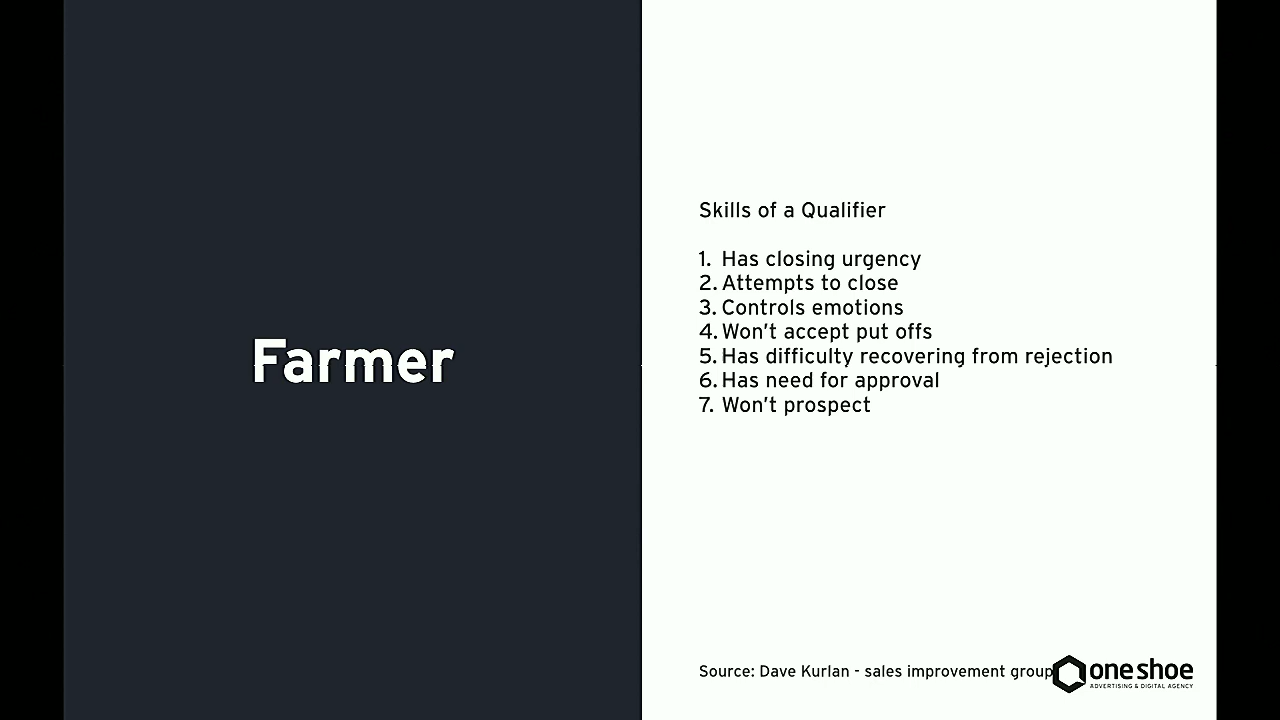 Farmer
Skills of a Qualifier
1. Has closing urgency
2. Attempts to close
3. Controls emotions
4. Won't accept put offs
5. Has difficulty recovering from rejection
6. Has need for approval
7. Won't prospect
Source: Dave Kurlan - sales improvement group
one shoe
ADVERTISING & DIGITAL AGENCY